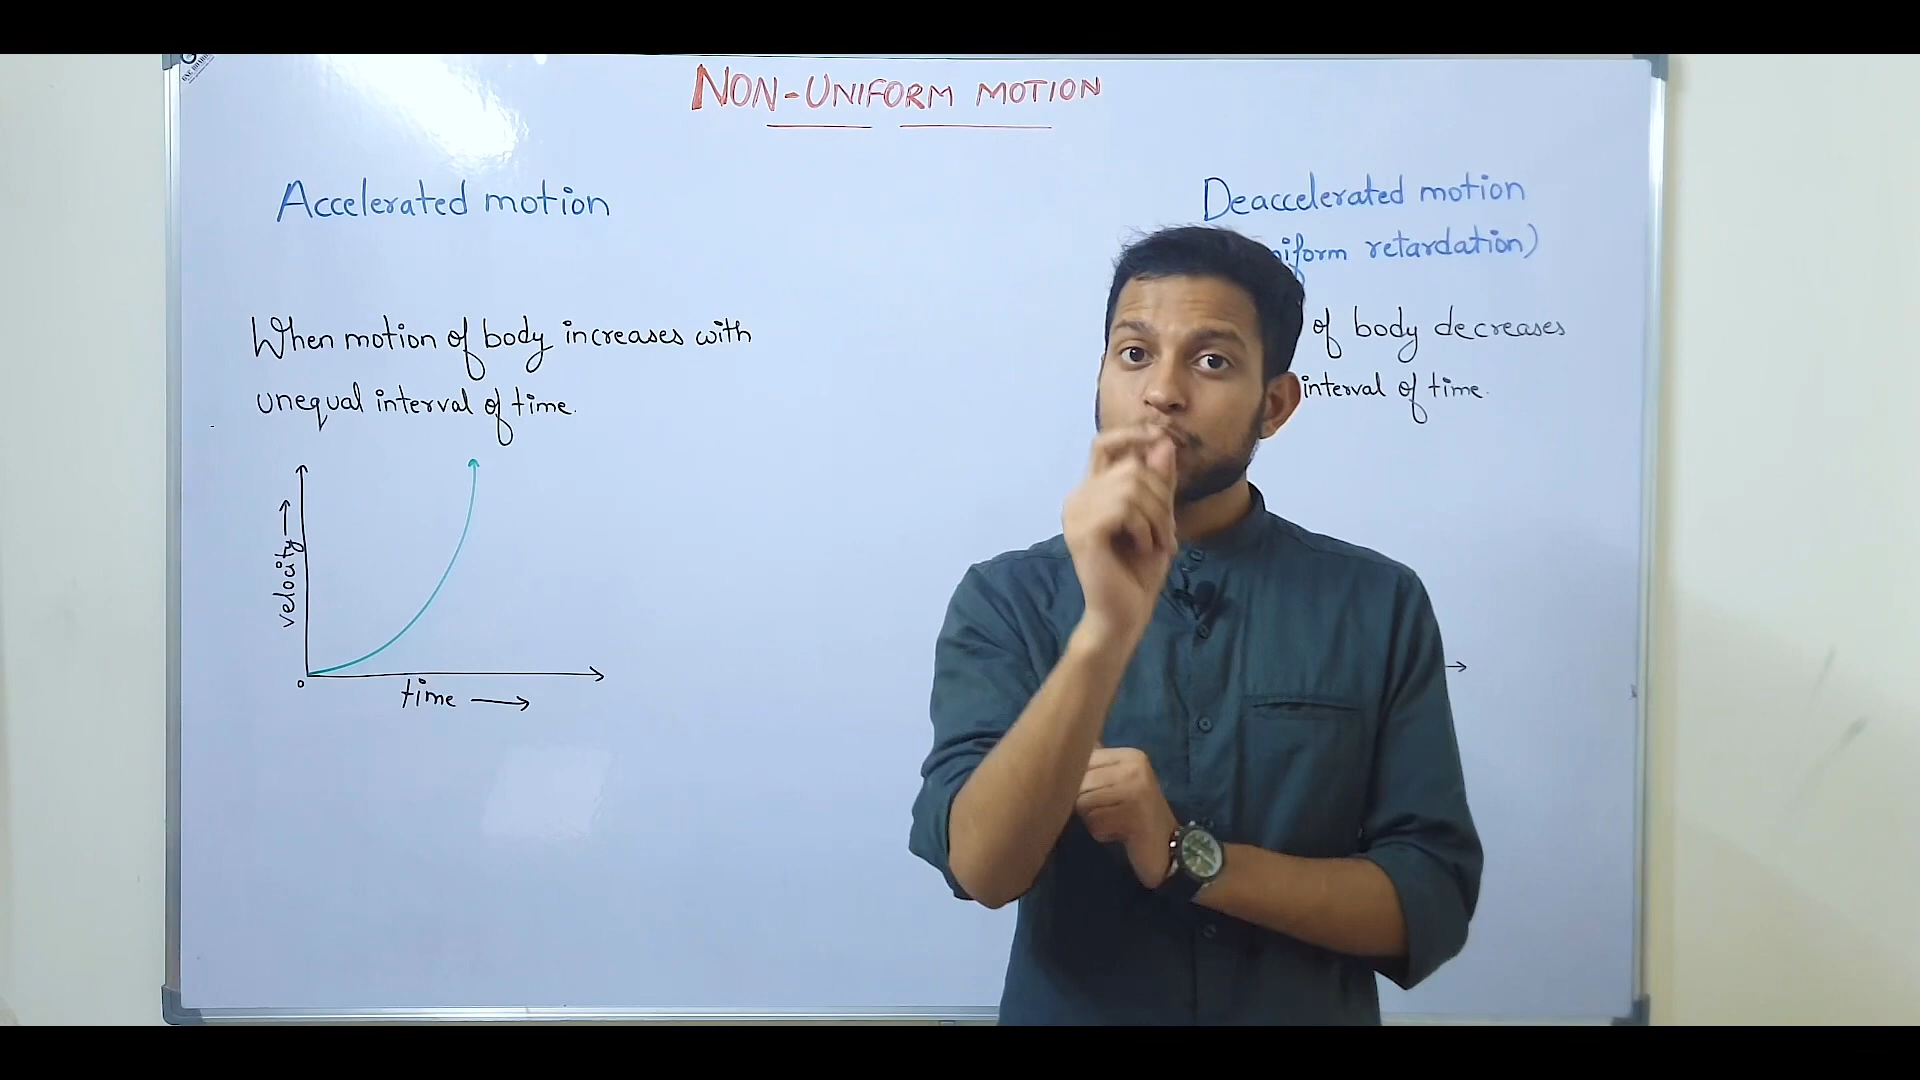 NON-UNIFORM MOTION
Accelerated motion
When motion of body increases with
unequal interval of time.
velocity →
o
time →
Deaccelerated motion
retardation)
of body decreases
interval of time.